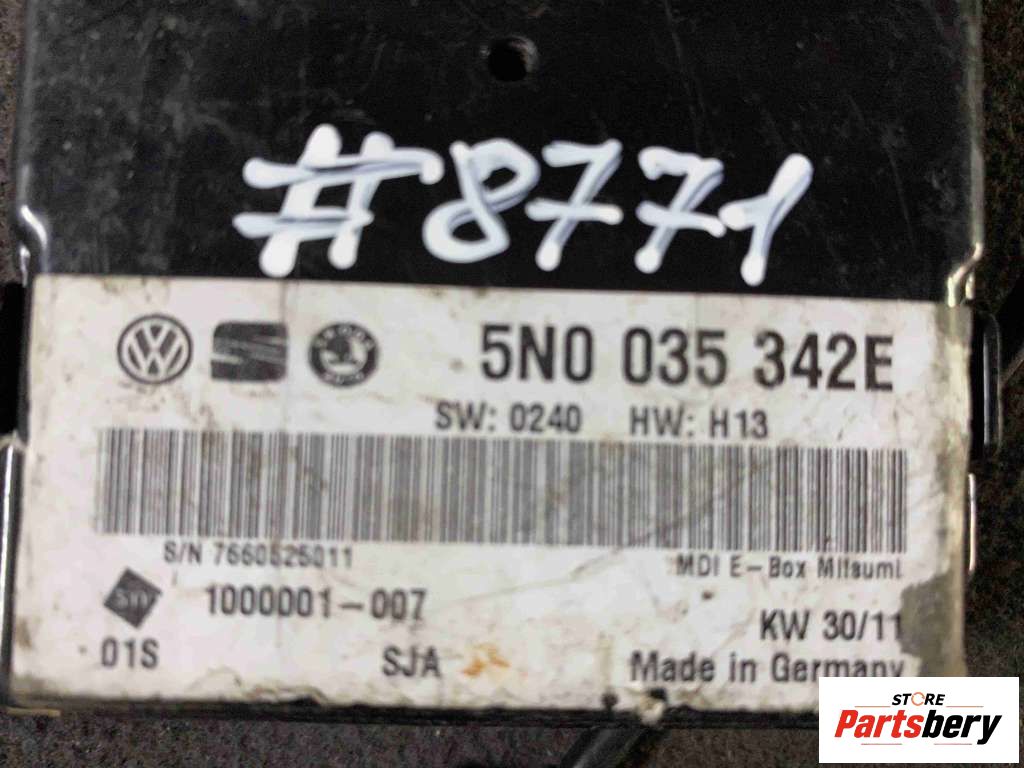 #8771
5N0 035 342E
SW: 0240 HW: H13
MDI E-Box Mitsumi
1000001-007
KW 30/11
01S SJA Made in Germany
STORE
Partsbery